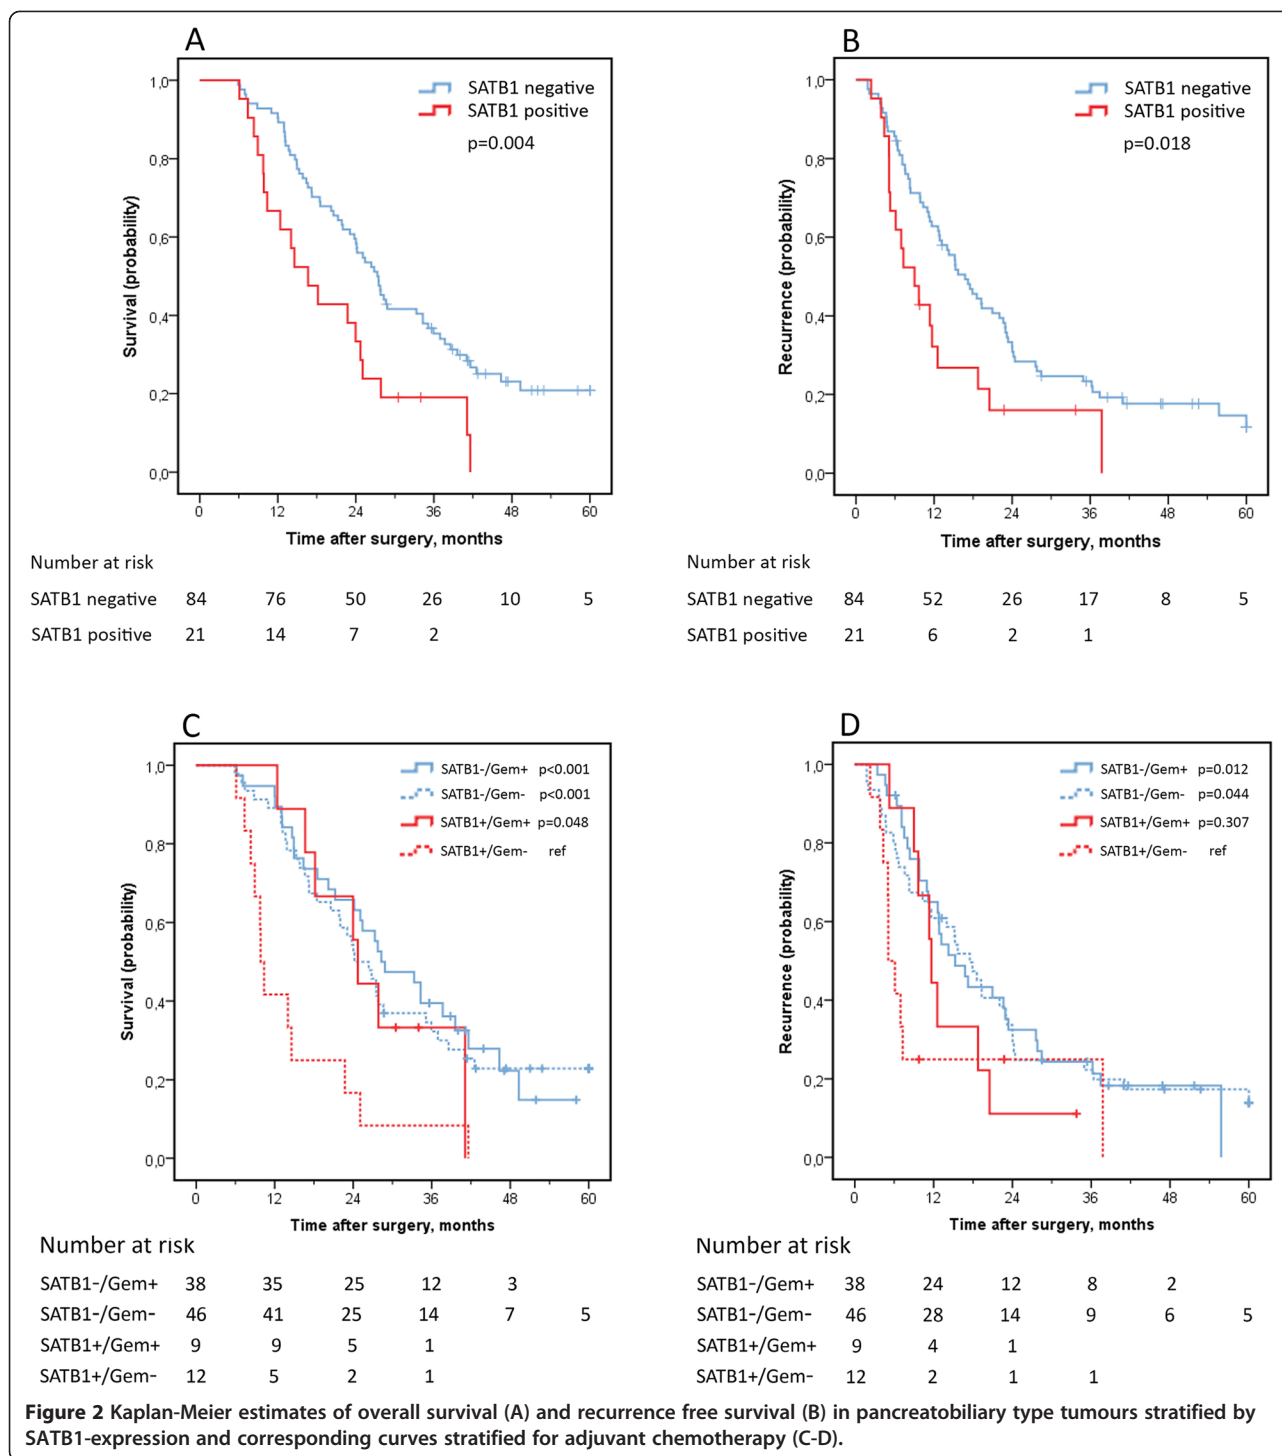 A
1,0
0,8
0,6
0,4
0,2
0,0
Survival (probability)
SATB1 negative
SATB1 positive
p=0.004
0 12 24 36 48 60
Time after surgery, months
Number at risk
SATB1 negative 84 76 50 26 10 5
SATB1 positive 21 14 7 2
B
1,0
0,8
0,6
0,4
0,2
0,0
Recurrence (probability)
SATB1 negative
SATB1 positive
p=0.018
0 12 24 36 48 60
Time after surgery, months
Number at risk
SATB1 negative 84 52 26 17 8 5
SATB1 positive 21 6 2 1
C
1,0
0,8
0,6
0,4
0,2
0,0
Survival (probability)
SATB1-/Gem+ p<0.001
SATB1-/Gem- p<0.001
SATB1+/Gem+ p=0.048
SATB1+/Gem- ref
0 12 24 36 48 60
Time after surgery, months
Number at risk
SATB1-/Gem+ 38 35 25 12 3
SATB1-/Gem- 46 41 25 14 7 5
SATB1+/Gem+ 9 9 5 1
SATB1+/Gem- 12 5 2 1
D
1,0
0,8
0,6
0,4
0,2
0,0
Recurrence (probability)
SATB1-/Gem+ p=0.012
SATB1-/Gem- p=0.044
SATB1+/Gem+ p=0.307
SATB1+/Gem- ref
0 12 24 36 48 60
Time after surgery, months
Number at risk
SATB1-/Gem+ 38 24 12 8 2
SATB1-/Gem- 46 28 14 9 6 5
SATB1+/Gem+ 9 4 1
SATB1+/Gem- 12 2 1 1
Figure 2 Kaplan-Meier estimates of overall survival (A) and recurrence free survival (B) in pancreatobiliary type tumours stratified by
SATB1-expression and corresponding curves stratified for adjuvant chemotherapy (C-D).